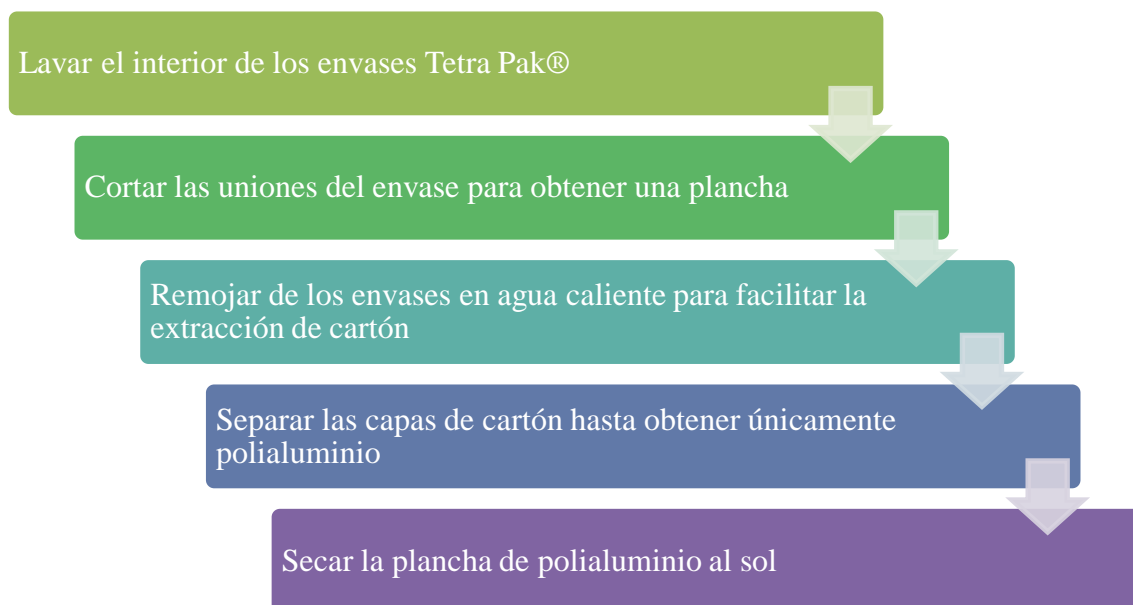 Lavar el interior de los envases Tetra Pak®
Cortar las uniones del envase para obtener una plancha
Remojar de los envases en agua caliente para facilitar la
extracción de cartón
Separar las capas de cartón hasta obtener únicamente
polialuminio
Secar la plancha de polialuminio al sol